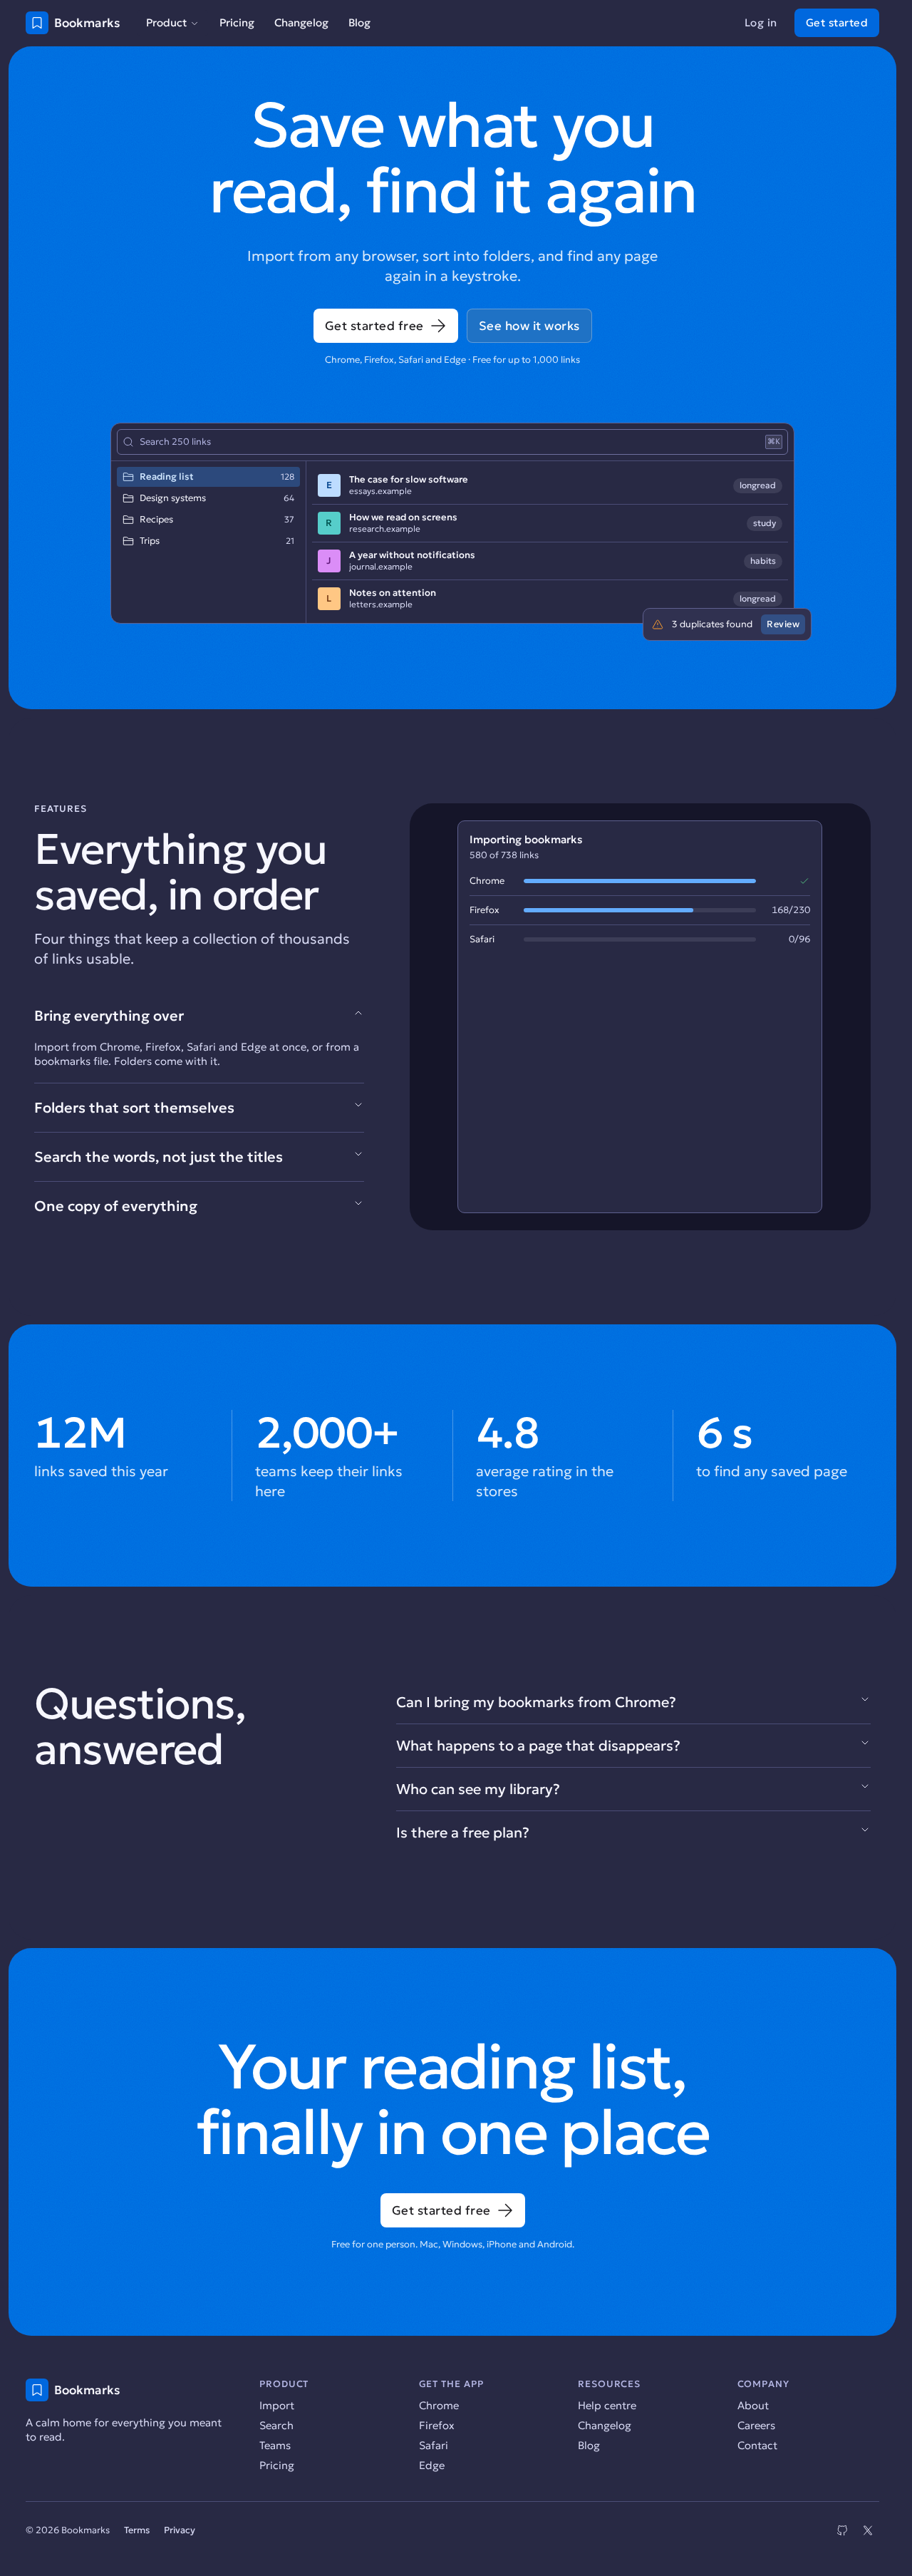 Bookmarks
Product
Pricing
Changelog
Blog
Log in
Get started
Save what you
read, find it again
Import from any browser, sort into folders, and find any page
again in a keystroke.
Get started free
See how it works
Chrome, Firefox, Safari and Edge · Free for up to 1,000 links
Search 250 links
⌘K
Reading list 128
Design systems 64
Recipes 37
Trips 21
E
The case for slow software
essays.example
longread
R
How we read on screens
research.example
study
J
A year without notifications
journal.example
habits
L
Notes on attention
letters.example
longread
3 duplicates found
Review
FEATURES
Everything you
saved, in order
Four things that keep a collection of thousands
of links usable.
Bring everything over
Import from Chrome, Firefox, Safari and Edge at once, or from a
bookmarks file. Folders come with it.
Folders that sort themselves
Search the words, not just the titles
One copy of everything
Importing bookmarks
580 of 738 links
Chrome
Firefox 168/230
Safari 0/96
12M
links saved this year
2,000+
teams keep their links
here
4.8
average rating in the
stores
6 s
to find any saved page
Questions,
answered
Can I bring my bookmarks from Chrome?
What happens to a page that disappears?
Who can see my library?
Is there a free plan?
Your reading list,
finally in one place
Get started free
Free for one person. Mac, Windows, iPhone and Android.
Bookmarks
A calm home for everything you meant
to read.
PRODUCT
Import
Search
Teams
Pricing
GET THE APP
Chrome
Firefox
Safari
Edge
RESOURCES
Help centre
Changelog
Blog
COMPANY
About
Careers
Contact
© 2026 Bookmarks
Terms
Privacy